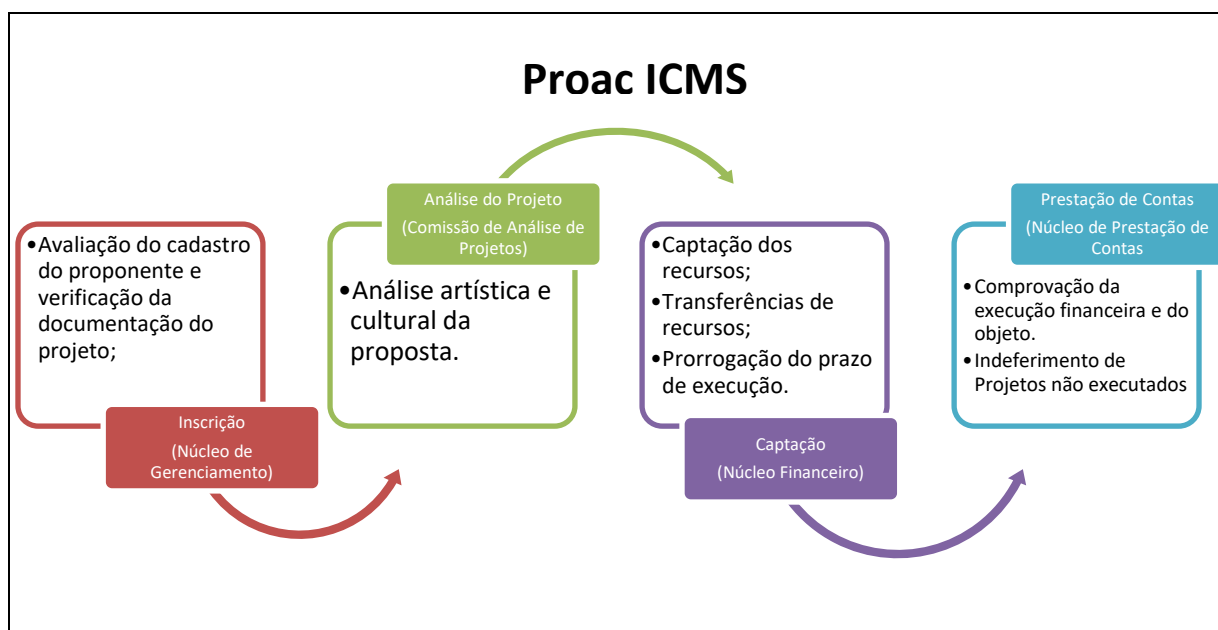 Proac ICMS
•Avaliação do cadastro
do proponente e
verificação da
documentação do
projeto;
Inscrição
(Núcleo de
Gerenciamento)
Análise do Projeto
(Comissão de Análise de
Projetos)
•Análise artística e
cultural da
proposta.
•Captação dos
recursos;
•Transferências de
recursos;
•Prorrogação do prazo
de execução.
Captação
(Núcleo Financeiro)
Prestação de Contas
(Núcleo de Prestação de
Contas
•Comprovação da
execução financeira e do
objeto.
•Indeferimento de
Projetos não executados